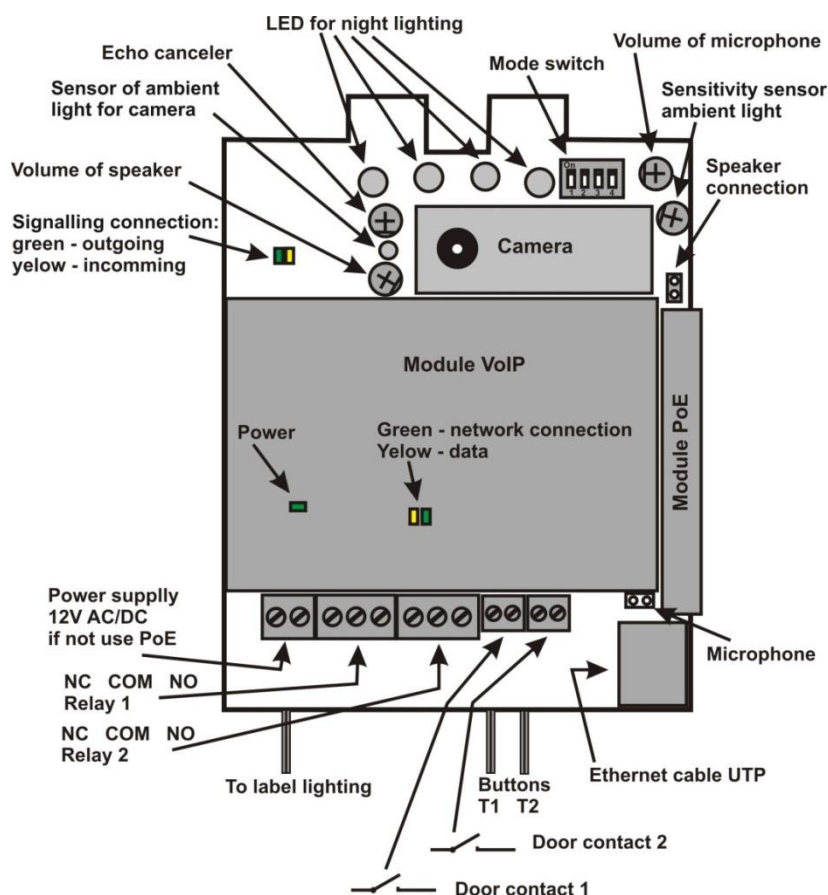 LED for night lighting
Echo canceler
Volume of microphone
Mode switch
Sensor of ambient
light for camera
Sensitivity sensor
ambient light
Volume of speaker
Speaker
connection
Signalling connection:
green - outgoing
yelow - incomming
On
1 2 3 4
Camera
Module VoIP
Module PoE
Power
Green - network connection
Yelow - data
Power supplly
12V AC/DC
if not use PoE
Microphone
NC COM NO
Relay 1
NC COM NO
Relay 2
To label lighting
Buttons
T1 T2
Ethernet cable UTP
Door contact 2
Door contact 1